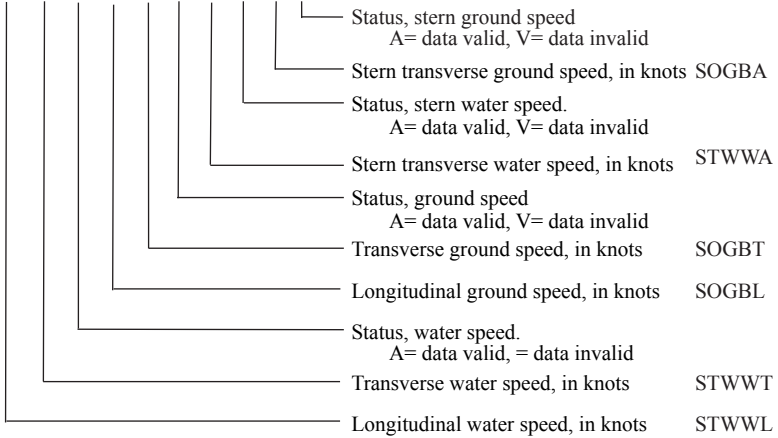 Status, stern ground speed
A= data valid, V= data invalid
Stern transverse ground speed, in knots SOGBA
Status, stern water speed.
A= data valid, V= data invalid
Stern transverse water speed, in knots STWWA
Status, ground speed
A= data valid, V= data invalid
Transverse ground speed, in knots SOGBT
Longitudinal ground speed, in knots SOGBL
Status, water speed.
A= data valid, = data invalid
Transverse water speed, in knots STWWT
Longitudinal water speed, in knots STWWL